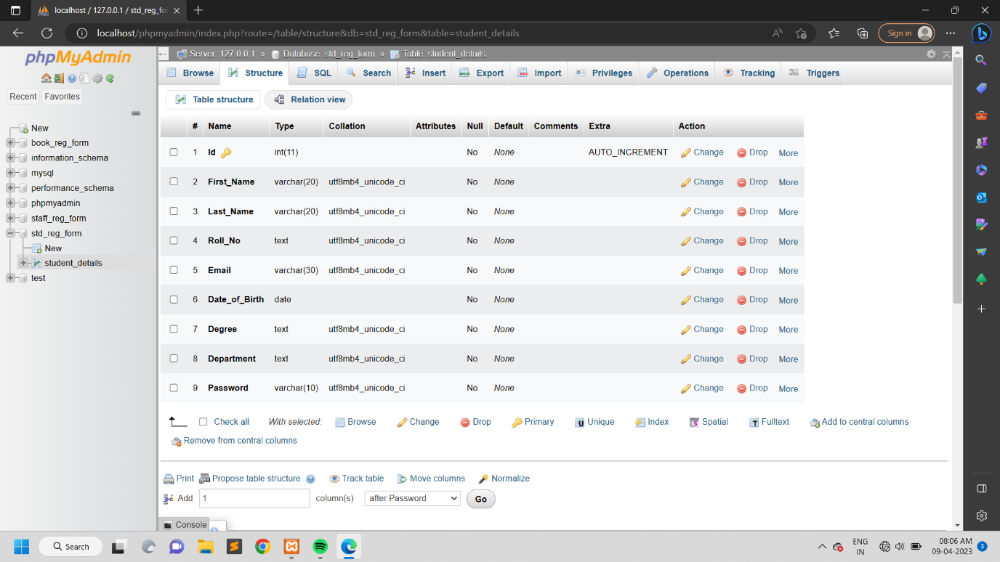 localhost / 127.0.0.1 / std_reg_fo
localhost/phpmyadmin/index.php?route=/table/structure&db=std_reg_form&table=student_details
Sign in
phpMyAdmin
Recent Favorites
New
book_reg_form
information_schema
mysql
performance_schema
phpmyadmin
staff_reg_form
std_reg_form
New
student_details
test
Server: 127.0.0.1 » Database: std_reg_form » Table: student_details
Browse Structure SQL Search Insert Export Import Privileges Operations Tracking Triggers
Table structure Relation view
# Name Type Collation Attributes Null Default Comments Extra Action
1 Id int(11) No None AUTO_INCREMENT Change Drop More
2 First_Name varchar(20) utf8mb4_unicode_ci No None Change Drop More
3 Last_Name varchar(20) utf8mb4_unicode_ci No None Change Drop More
4 Roll_No text utf8mb4_unicode_ci No None Change Drop More
5 Email varchar(30) utf8mb4_unicode_ci No None Change Drop More
6 Date_of_Birth date No None Change Drop More
7 Degree text utf8mb4_unicode_ci No None Change Drop More
8 Department text utf8mb4_unicode_ci No None Change Drop More
9 Password varchar(10) utf8mb4_unicode_ci No None Change Drop More
Check all With selected: Browse Change Drop Primary Unique Index Spatial Fulltext Add to central columns
Remove from central columns
Print Propose table structure Track table Move columns Normalize
Add 1 column(s) after Password Go
Console
Search
ENG
IN
08:06 AM
09-04-2023
3